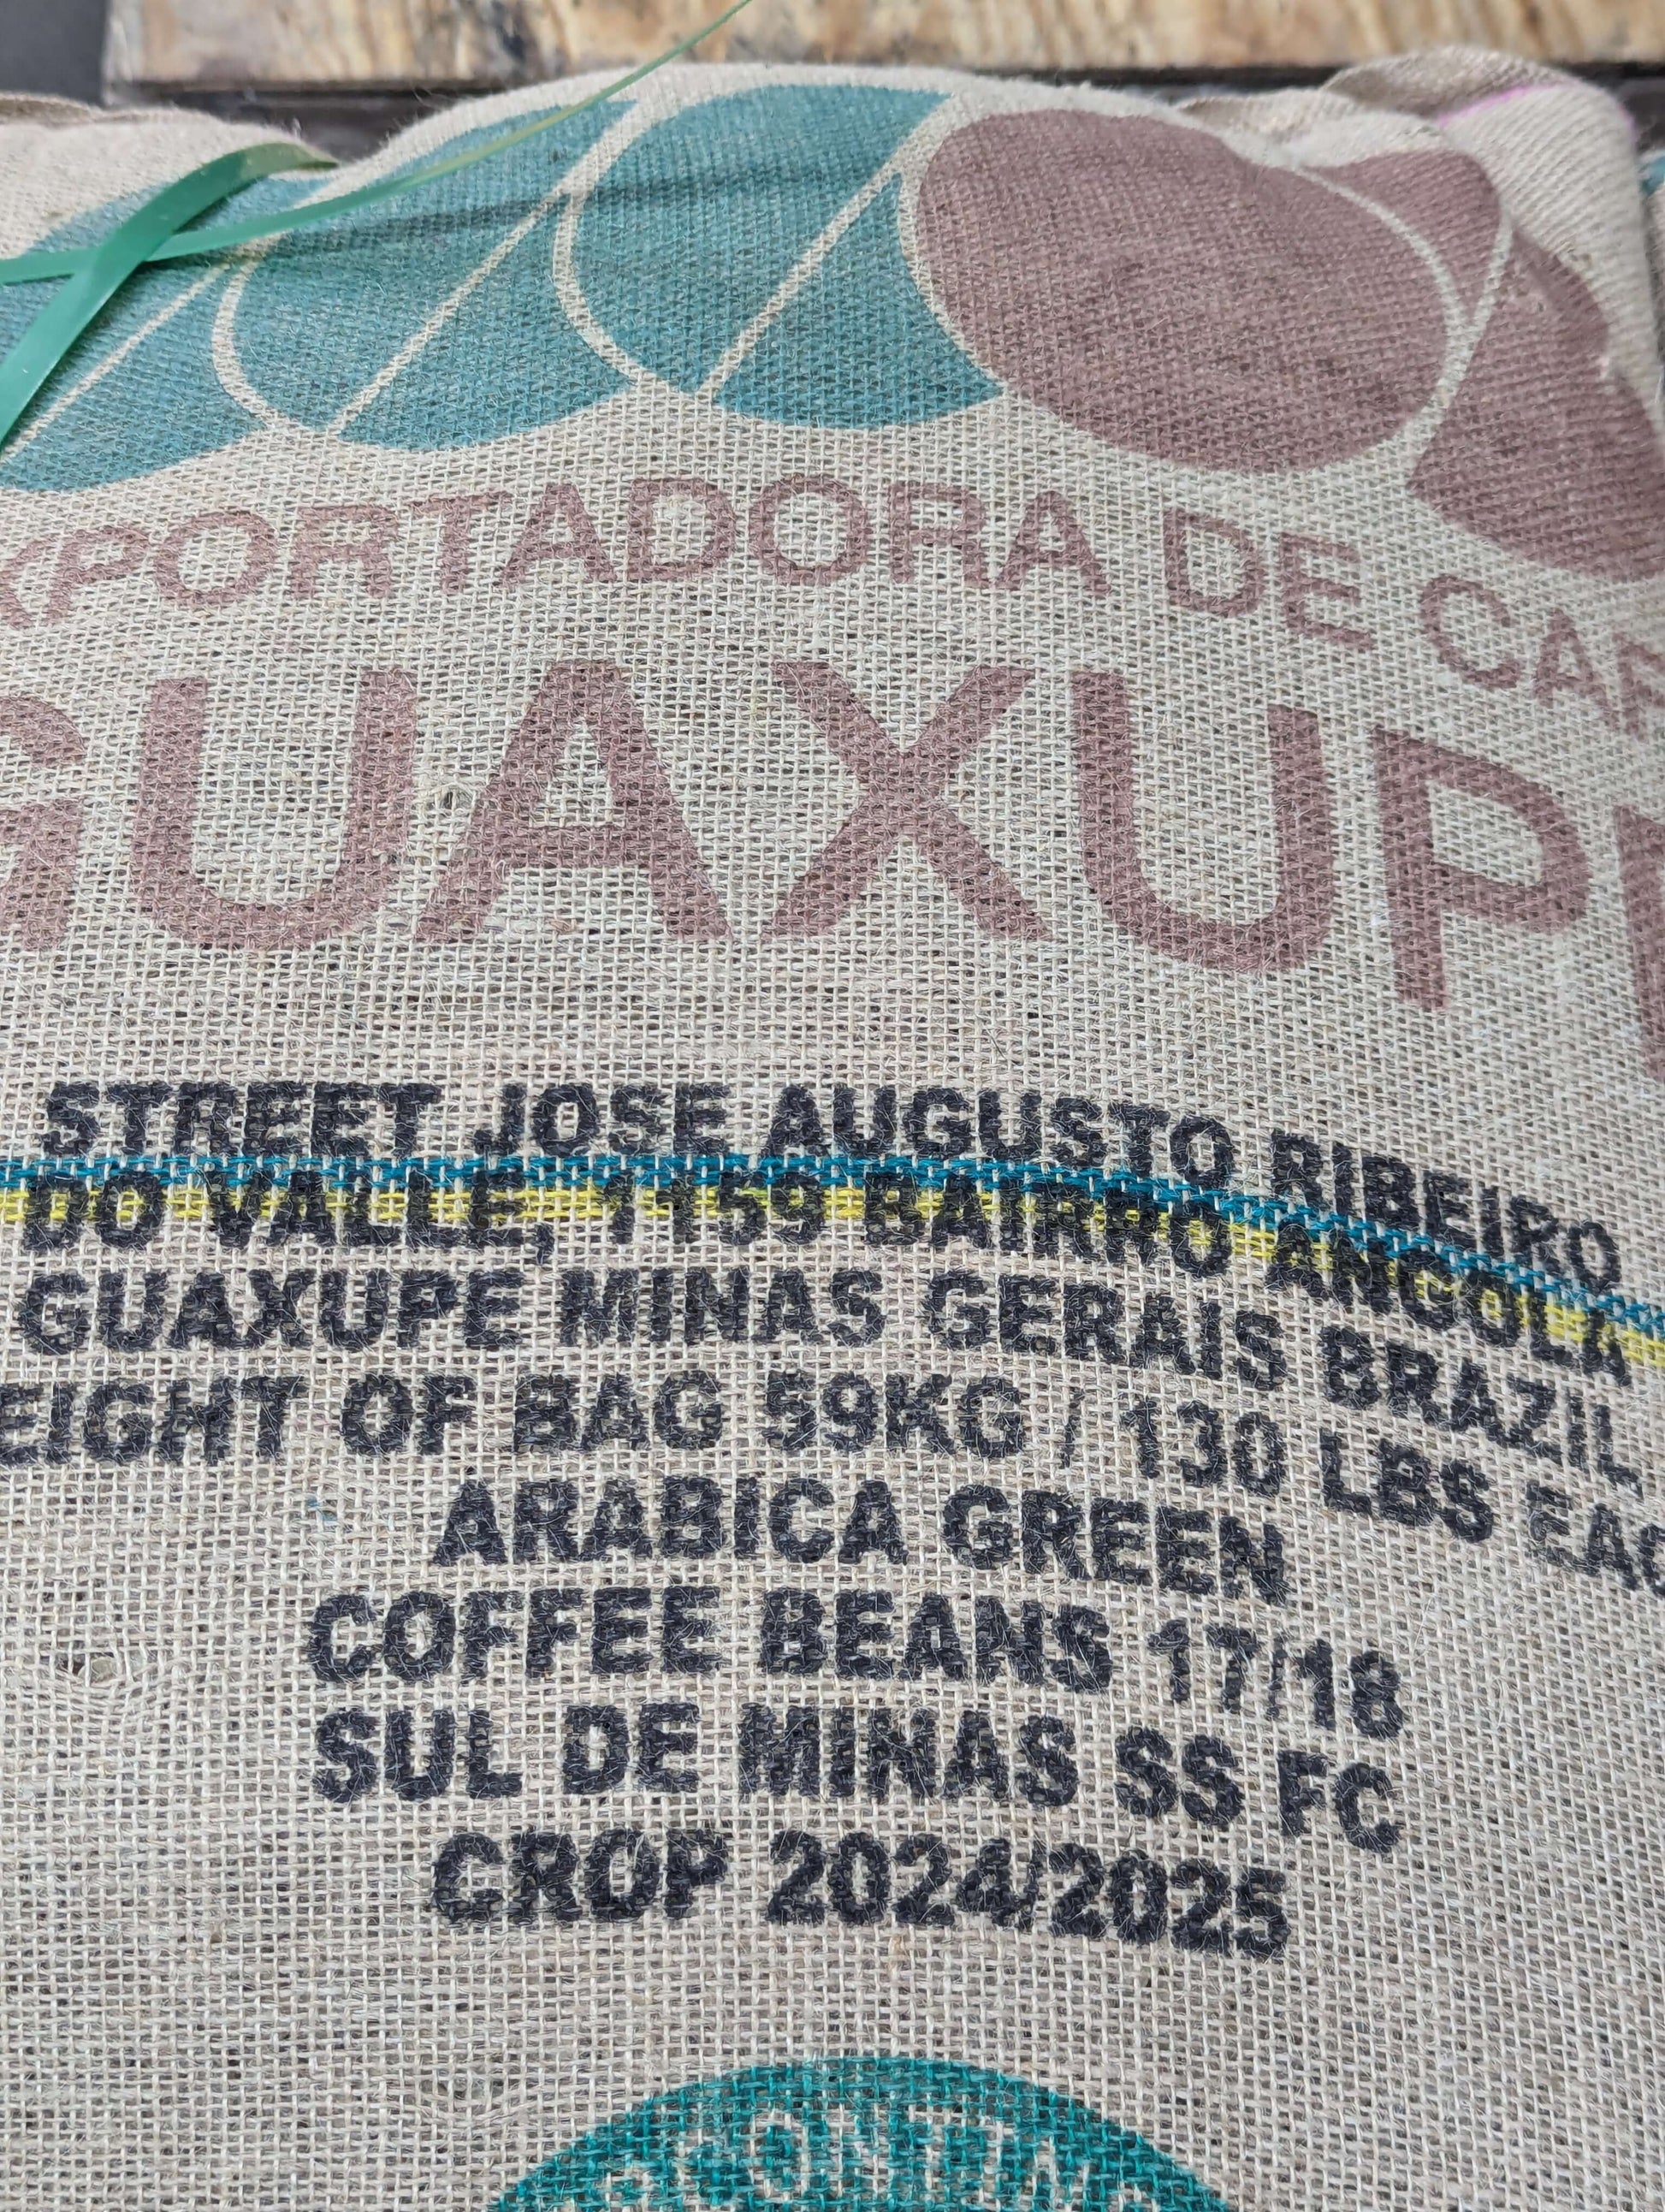 XPORTADORA DE CAF
GUAXUPÉ
STREET JOSE AUGUSTO RIBEIRO
DO VALLE, 1159 BAIRRO ANGOLA
GUAXUPE MINAS GERAIS BRAZIL
EIGHT OF BAG 59KG / 130 LBS EAC
ARABICA GREEN
COFFEE BEANS 17/18
SUL DE MINAS SS FC
CROP 2024/2025